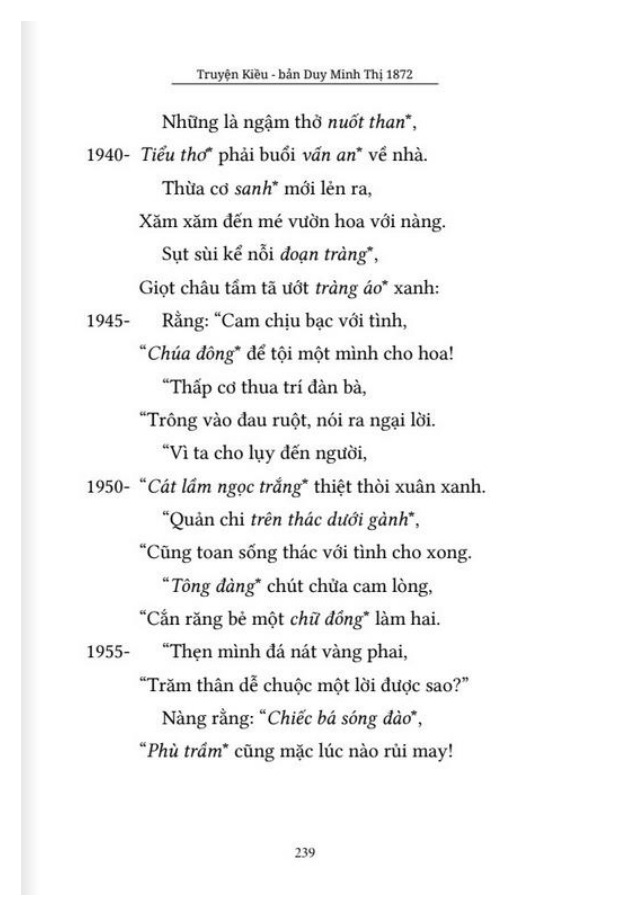 Truyện Kiều - bản Duy Minh Thị 1872
Những là ngậm thở nuốt than*,
1940- Tiểu thơ* phải buổi vấn an* về nhà.
Thừa cơ sanh* mới lẻn ra,
Xăm xăm đến mé vườn hoa với nàng.
Sụt sùi kể nỗi đoạn tràng*,
Giọt châu tầm tã ướt tràng áo* xanh:
1945- Rằng: “Cam chịu bạc với tình,
“Chúa đông* để tội một mình cho hoa!
“Thấp cơ thua trí đàn bà,
“Trông vào đau ruột, nói ra ngại lời.
“Vì ta cho lụy đến người,
1950- “Cát lầm ngọc trắng* thiệt thòi xuân xanh.
“Quản chi trên thác dưới gành*,
“Cũng toan sống thác với tình cho xong.
“Tông đàng* chút chửa cam lòng,
“Cắn răng bẻ một chữ đồng* làm hai.
1955- “Thẹn mình đá nát vàng phai,
“Trăm thân dễ chuộc một lời được sao?”
Nàng rằng: “Chiếc bá sóng đào*,
“Phù trầm* cũng mặc lúc nào rủi may!
239